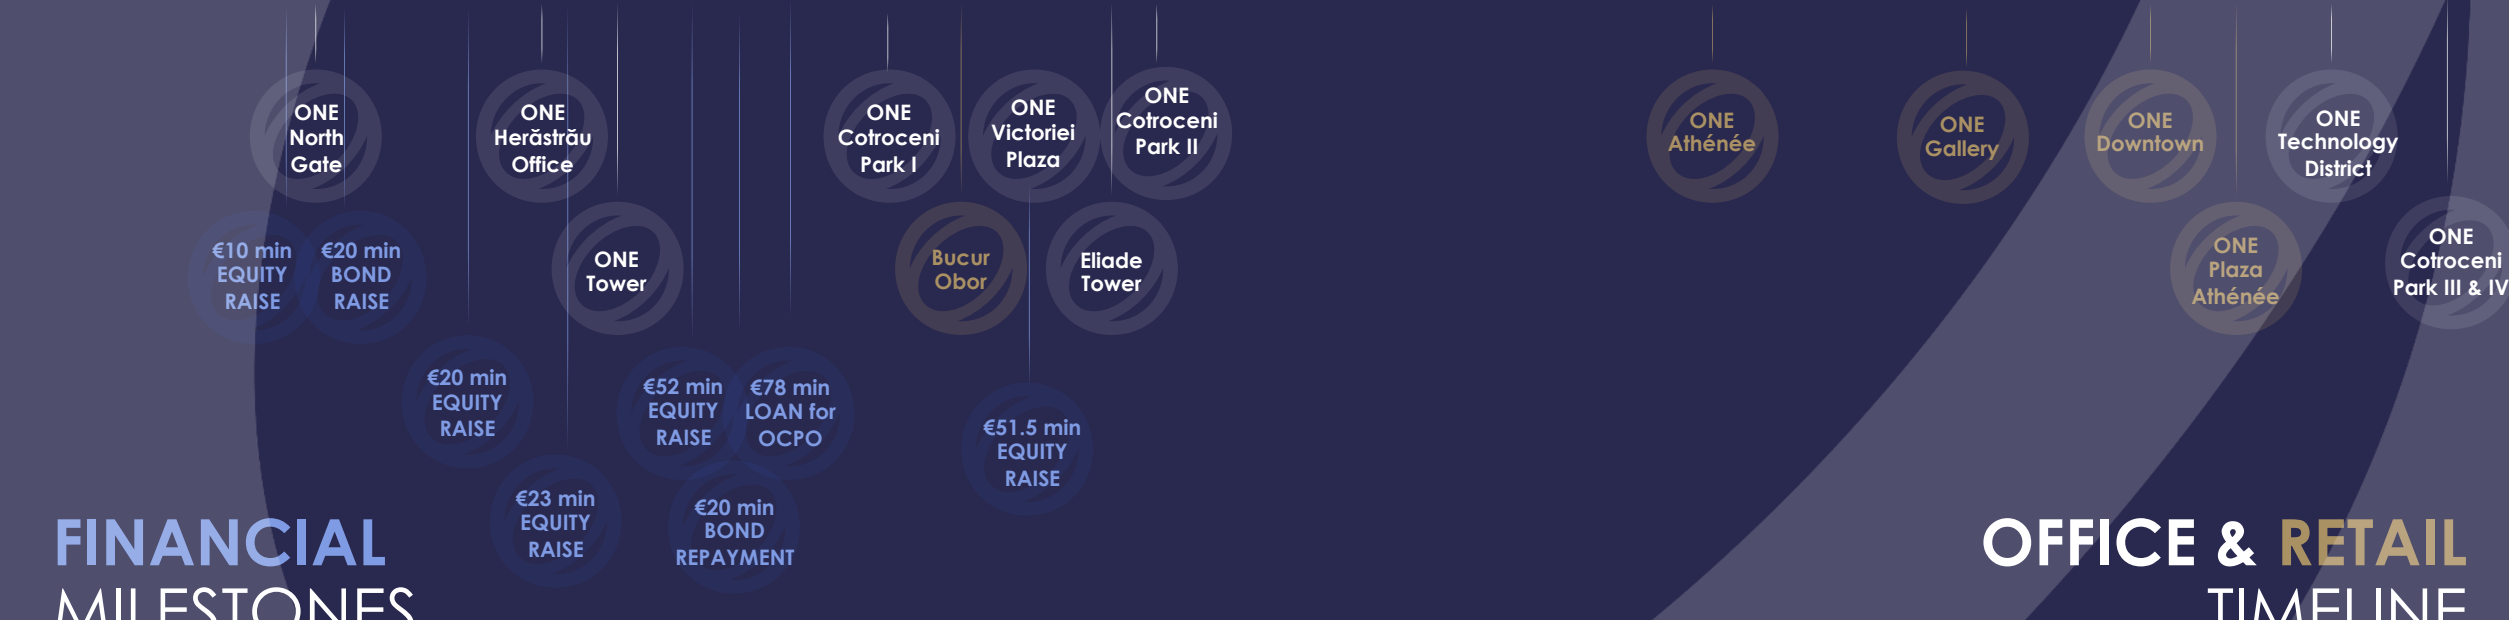 ONE
North
Gate
ONE
Herăstrău
Office
ONE
Cotroceni
Park I
ONE
Victoriei
Plaza
ONE
Cotroceni
Park II
ONE
Athénée
ONE
Gallery
ONE
Downtown
ONE
Technology
District
€10 mln
EQUITY
RAISE
€20 mln
BOND
RAISE
ONE
Tower
Bucur
Obor
Eliade
Tower
ONE
Plaza
Athénée
ONE
Cotroceni
Park III & IV
€20 mln
EQUITY
RAISE
€52 mln
EQUITY
RAISE
€78 mln
LOAN for
OCPO
€51.5 mln
EQUITY
RAISE
€23 mln
EQUITY
RAISE
€20 mln
BOND
REPAYMENT
FINANCIAL
MILESTONES
OFFICE & RETAIL
TIMELINE